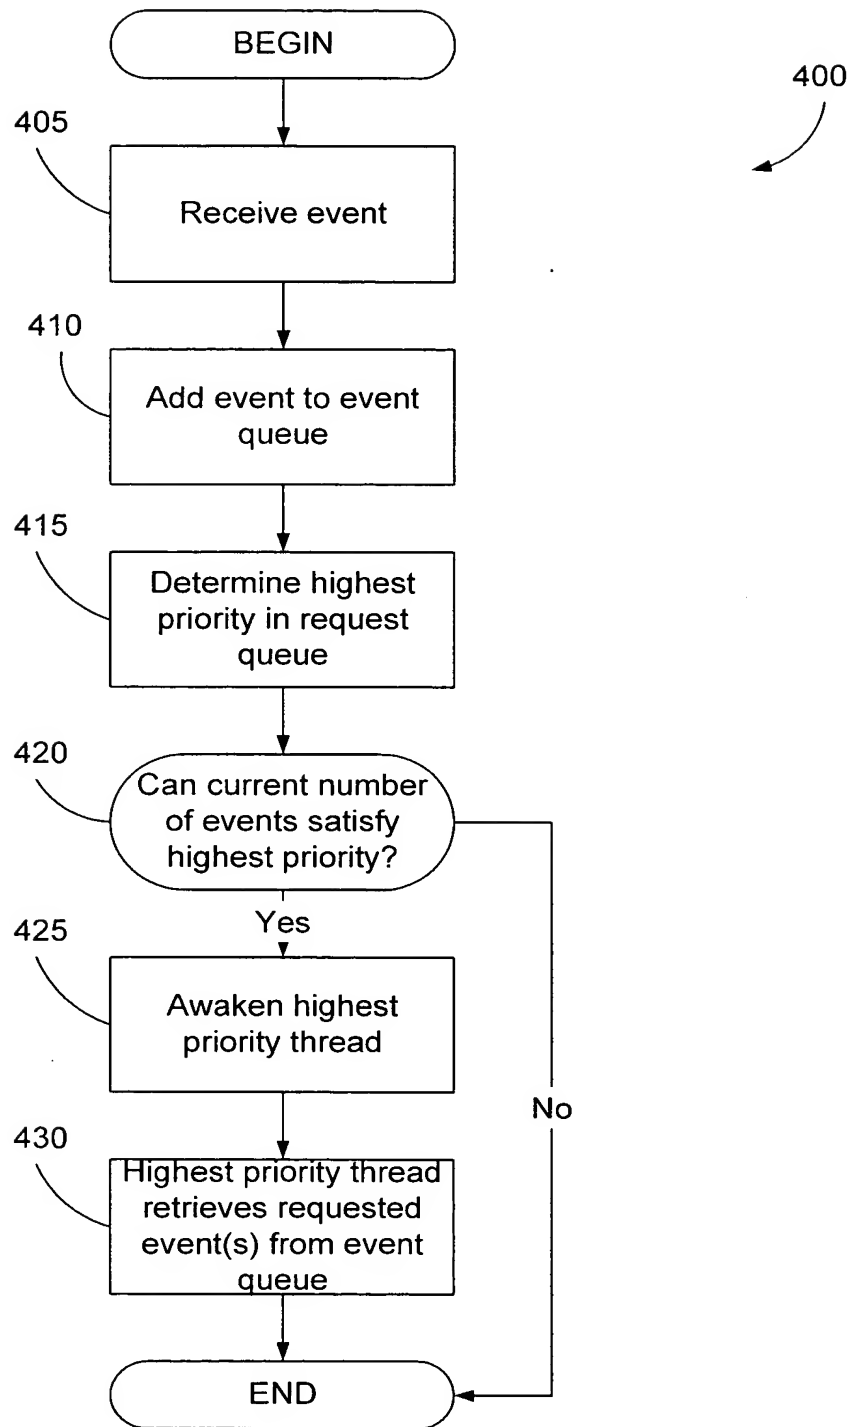 BEGIN
400
405
Receive event
410
Add event to event
queue
415
Determine highest
priority in request
queue
420
Can current number
of events satisfy
highest priority?
Yes
425
Awaken highest
priority thread
No
430
Highest priority thread
retrieves requested
event(s) from event
queue
END